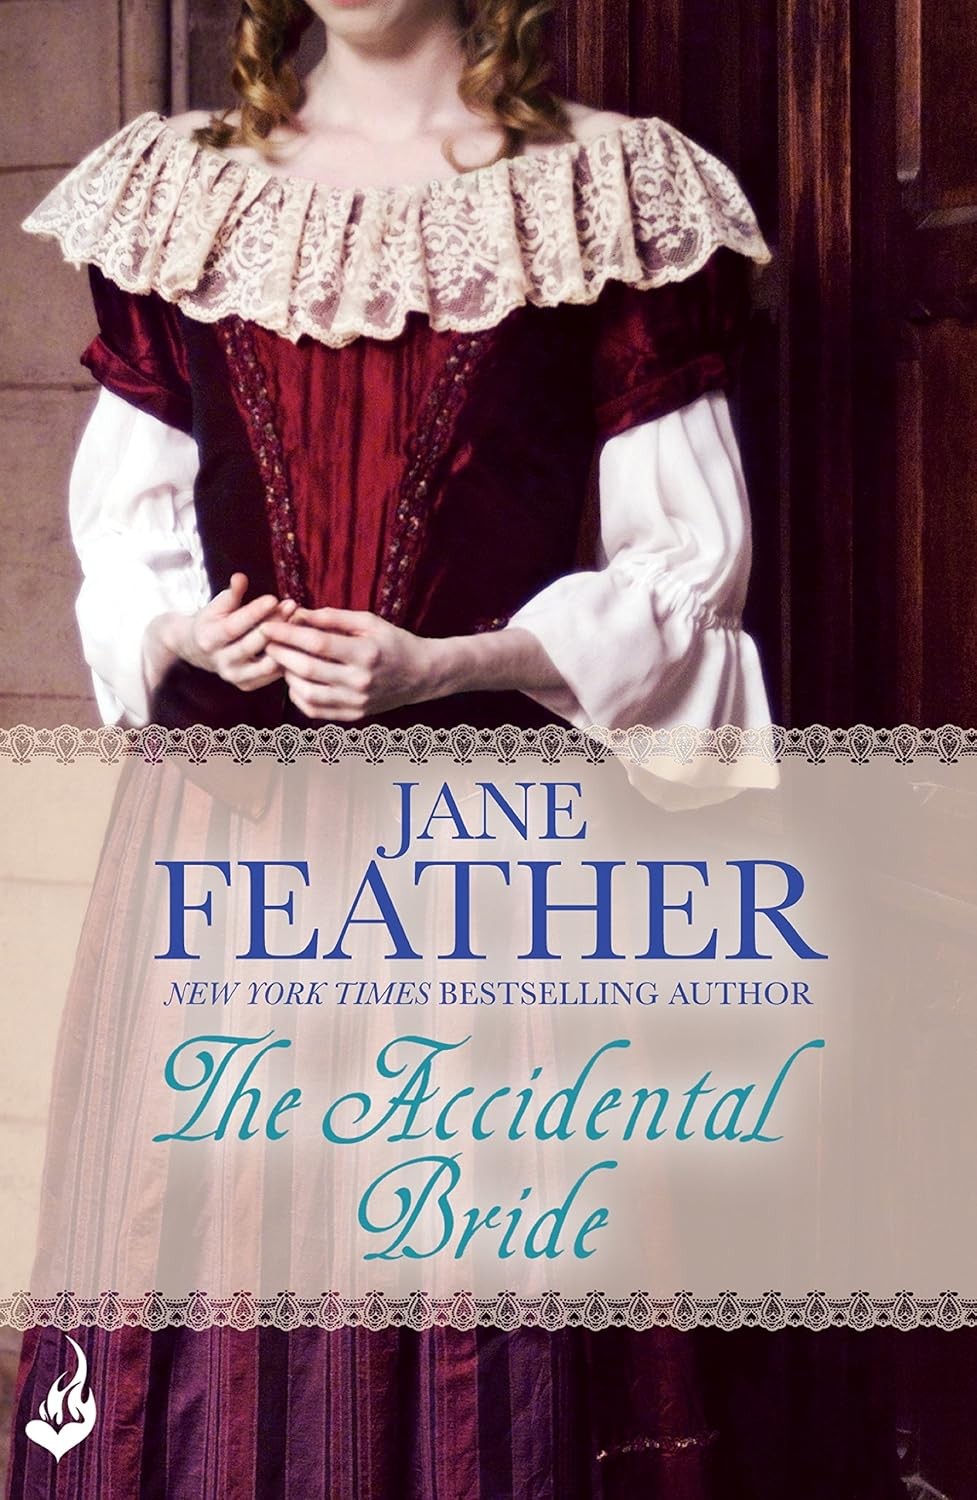 JANE
FEATHER
NEW YORK TIMES BESTSELLING AUTHOR
The Accidental
Bride